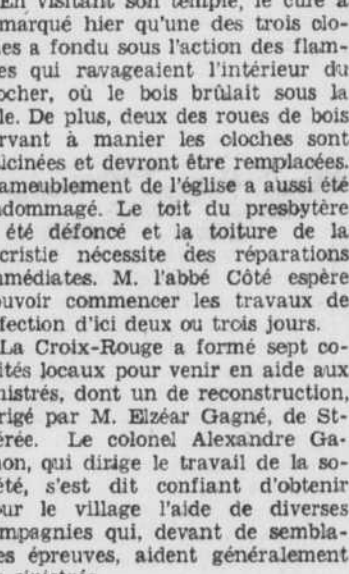 En visitant son temple, le curé a
marqué hier qu'une des trois clo-
es a fondu sous l'action des flam-
es qui ravageaient l'intérieur du
ocher, où le bois brûlait sous la
le. De plus, deux des roues de bois
rvant à manier les cloches sont
lcinées et devront être remplacées.
ameublement de l'église a aussi été
ndommagé. Le toit du presbytère
été défoncé et la toiture de la
cristie nécessite des réparations
mmédiates. M. l'abbé Côté espère
ouvoir commencer les travaux de
fection d'ici deux ou trois jours.
La Croix-Rouge a formé sept co-
ités locaux pour venir en aide aux
nistrés, dont un de reconstruction,
rigé par M. Elzéar Gagné, de St-
érée. Le colonel Alexandre Ga-
non, qui dirige le travail de la so-
été, s'est dit confiant d'obtenir
our le village l'aide de diverses
mpagnies qui, devant de sembla-
es épreuves, aident généralement